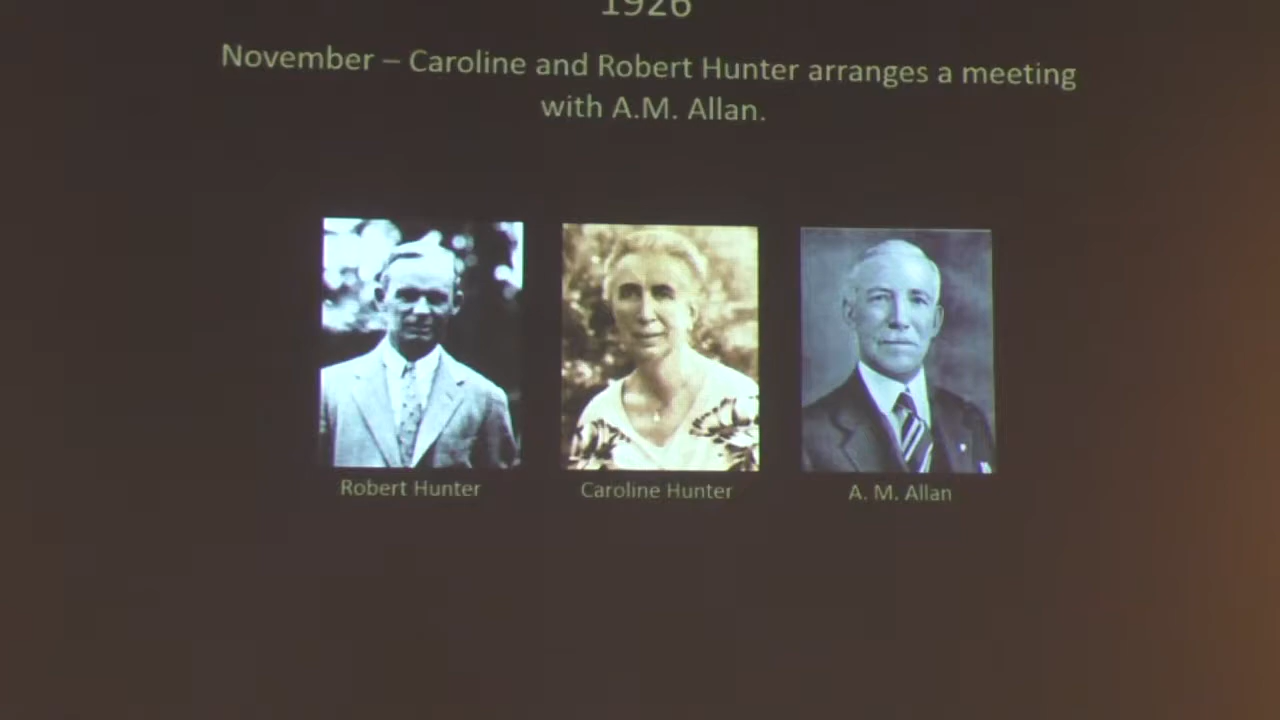 1926
November – Caroline and Robert Hunter arranges a meeting
with A.M. Allan.
Robert Hunter
Caroline Hunter
A. M. Allan